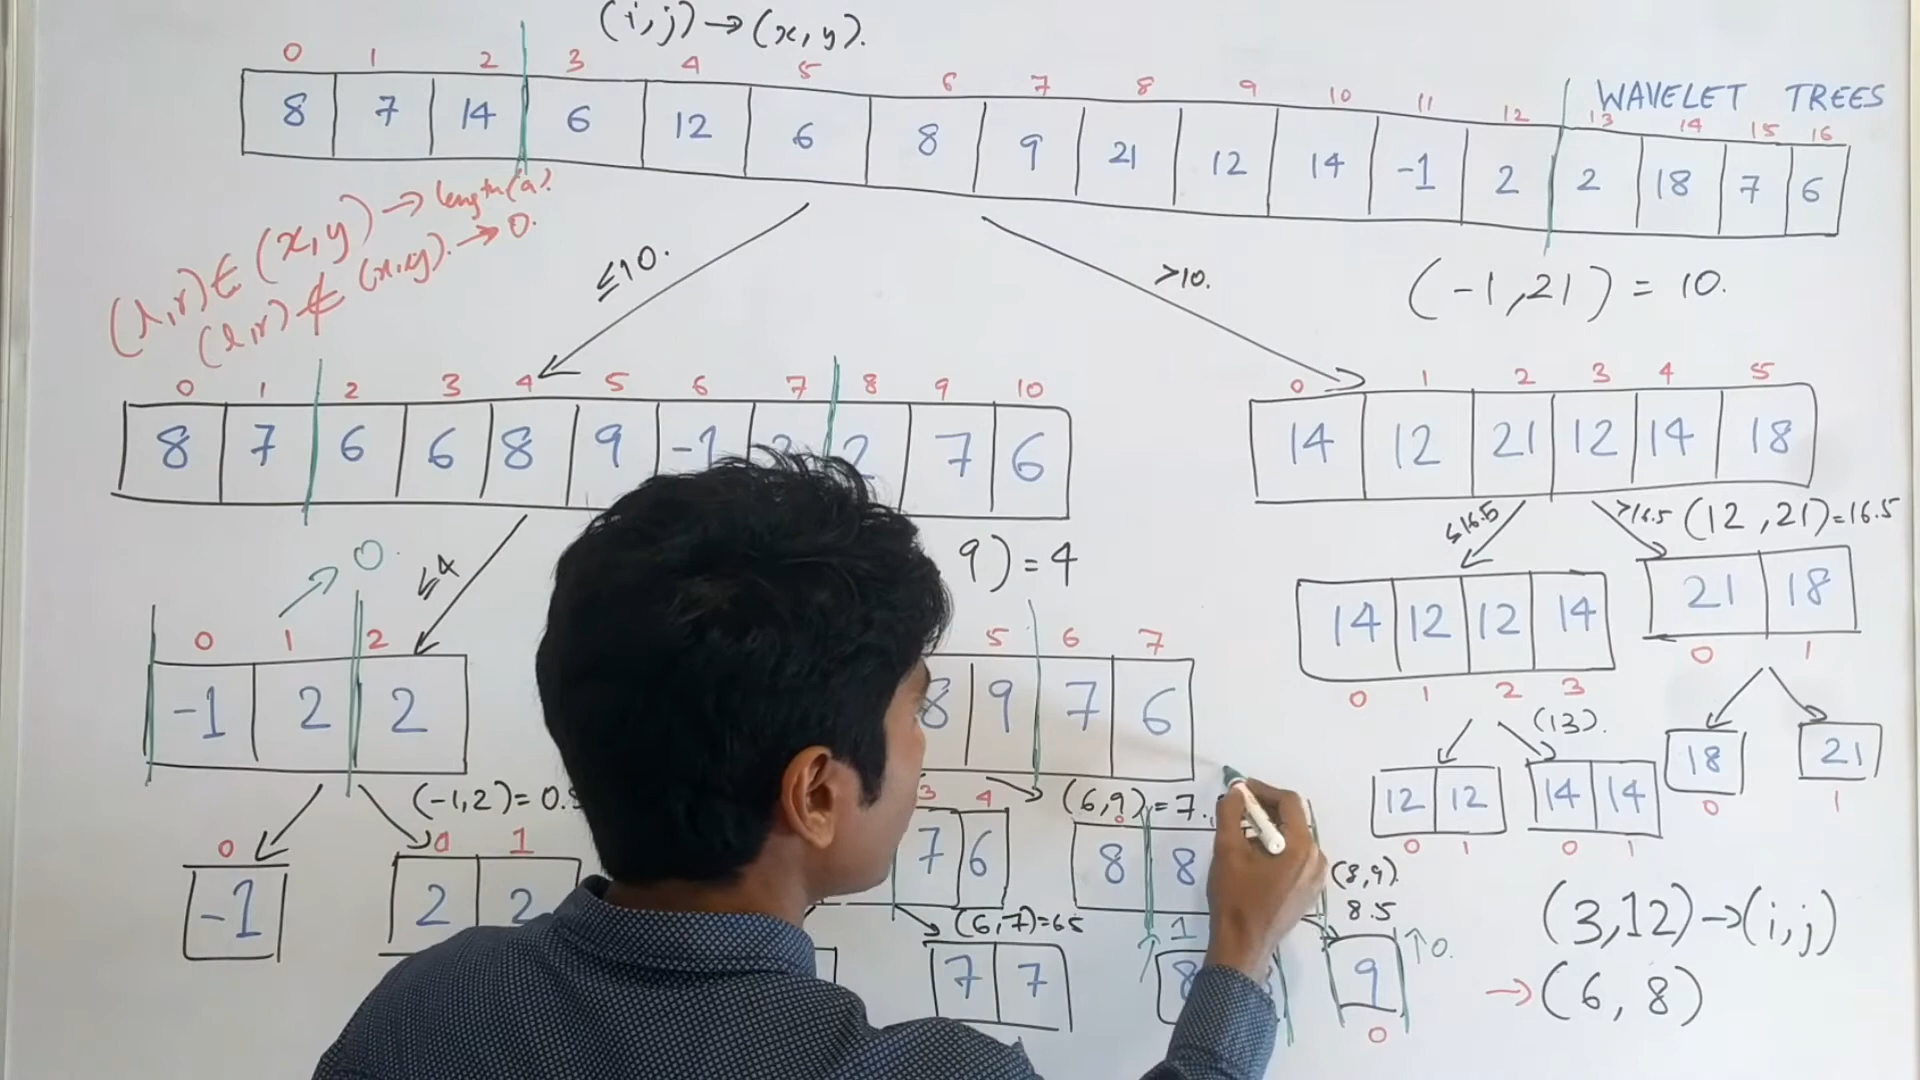 (i,j)→(x,y).
WAVELET TREES
0 1 2 3 4 5 6 7 8 9 10 11 12 13 14 15 16
8 7 14 6 12 6 8 9 21 12 14 -1 2 2 18 7 6
(l,r)∈(x,y)→length(a).
(l,r)∉(x,y).→0.
≤10.
>10.
(-1,21)=10.
0 1 2 3 4 5 6 7 8 9 10
8 7 6 6 8 9 -1 2 7 6
0 1 2 3 4 5
14 12 21 12 14 18
≤16.5
>16.5 (12,21)=16.5
→0.
≤4
9)=4
14 12 12 14
0 1 2 3
21 18
0 1
0 1 2
-1 2 2
5 6 7
8 9 7 6
(13).
18
0
21
1
12 12
0 1
14 14
0 1
(-1,2)=0.
3 4
7 6
(6,9)=7.
0
8 8
0
-1
0 1
2 2
(6,7)=65
7 7
1
8
(8,9).
8.5
9
0
↑0.
(3,12)→(i,j)
→(6,8)